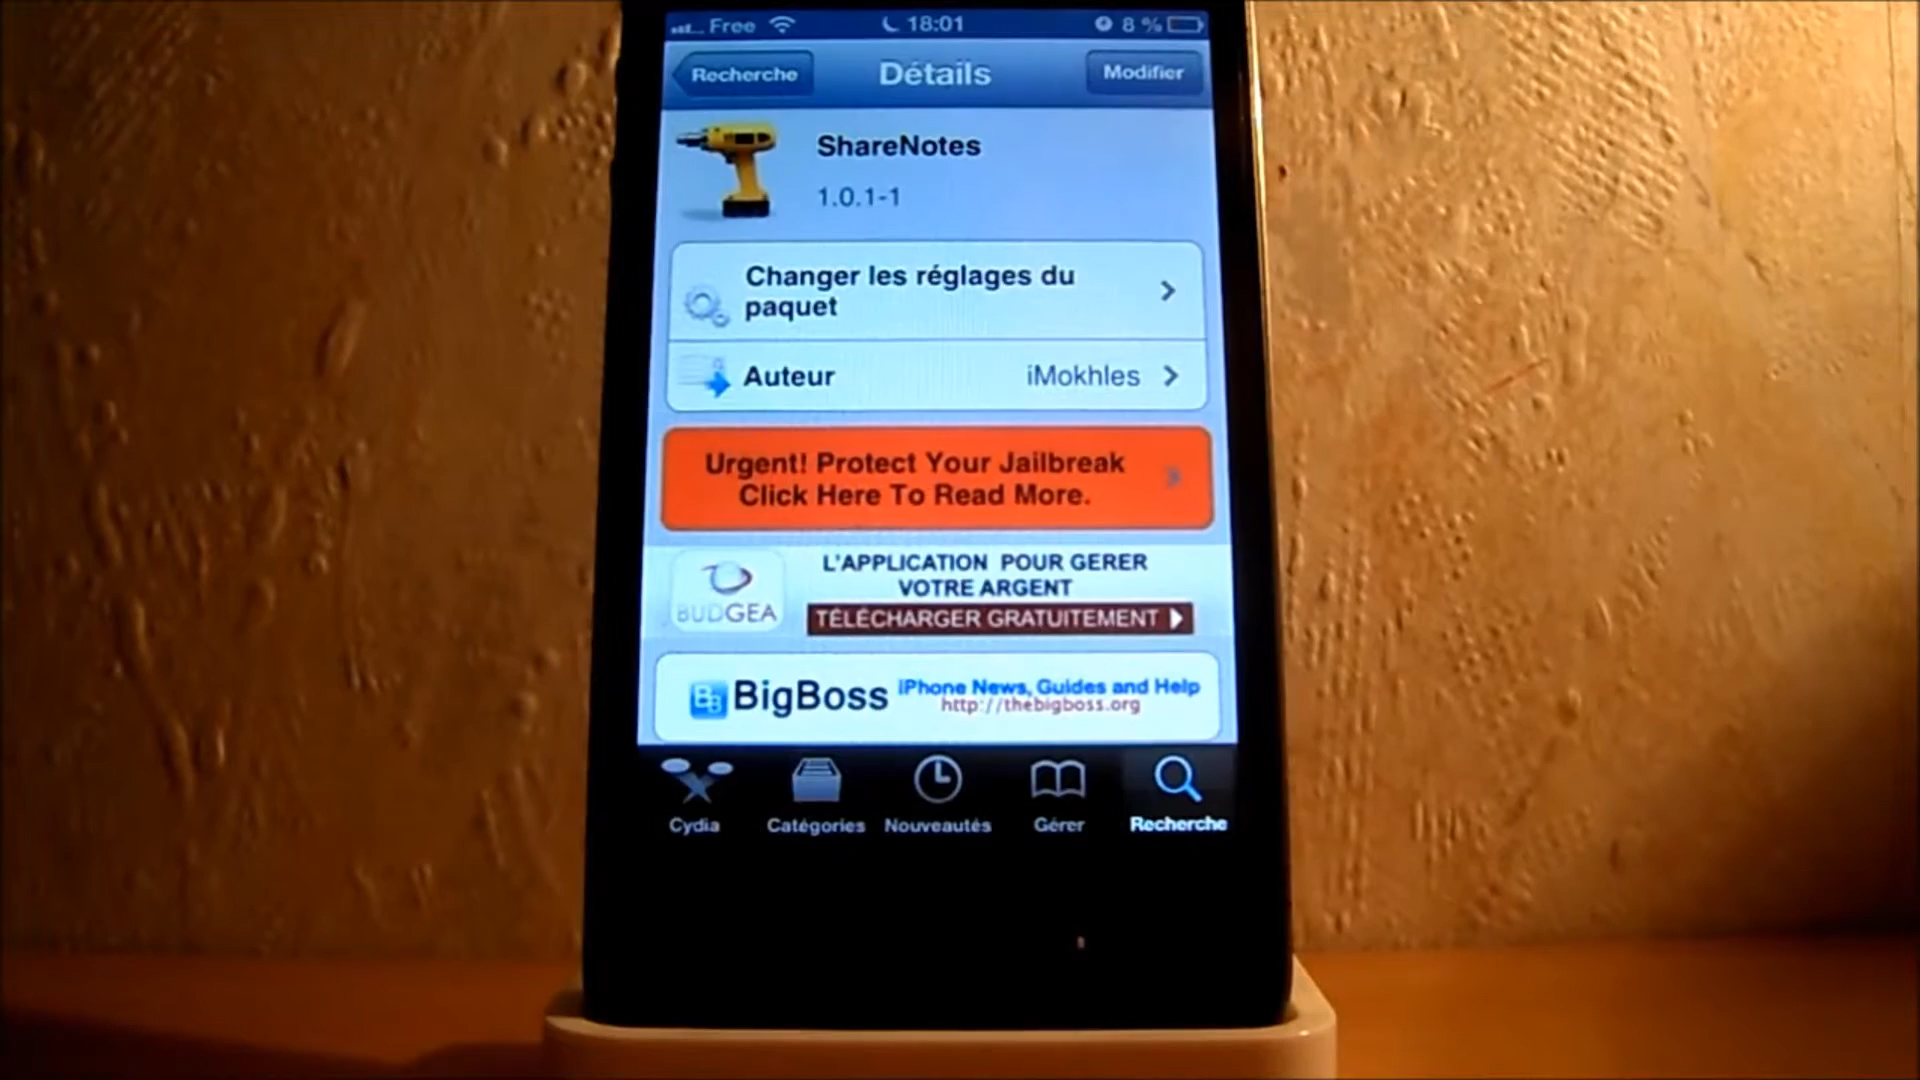 Free 18:01 8 %
Recherche Détails Modifier
ShareNotes
1.0.1-1
Changer les réglages du
paquet
Auteur iMokhles
Urgent! Protect Your Jailbreak
Click Here To Read More.
BUDGEA
L'APPLICATION POUR GERER
VOTRE ARGENT
TÉLÉCHARGER GRATUITEMENT
BigBoss
iPhone News, Guides and Help
http://thebigboss.org
Cydia Catégories Nouveautés Gérer Recherche